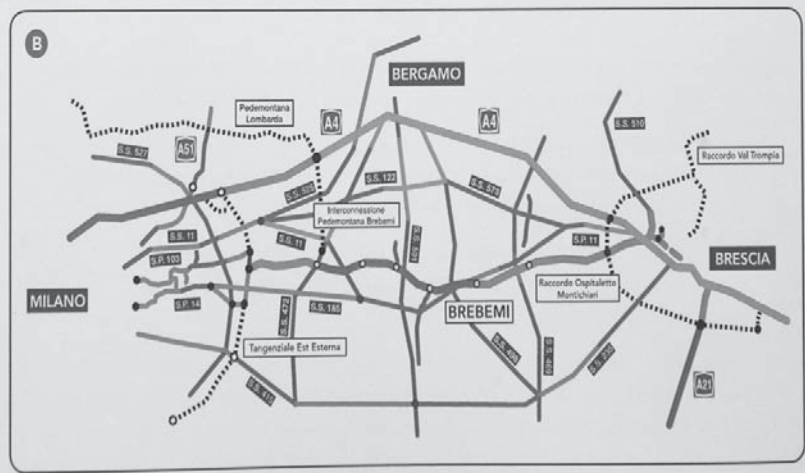 B
BERGAMO
Pedemontana
Lombarda
A4
A4
A51
S.S. 510
S.S. 527
Raccordo Val Trompia
S.S. 122
S.S. 525
S.S. 573
Interconnessione
Pedemontana Brebemi
S.S. 11
S.S. 11
S.P. 11
S.P. 103
S.S. 591
BRESCIA
MILANO
S.P. 14
S.S. 472
S.S. 185
BREBEMI
Raccordo Ospitaletto
Montichiari
Tangenziale Est Esterna
S.S. 498
S.S. 469
S.S. 235
A21
S.S. 415